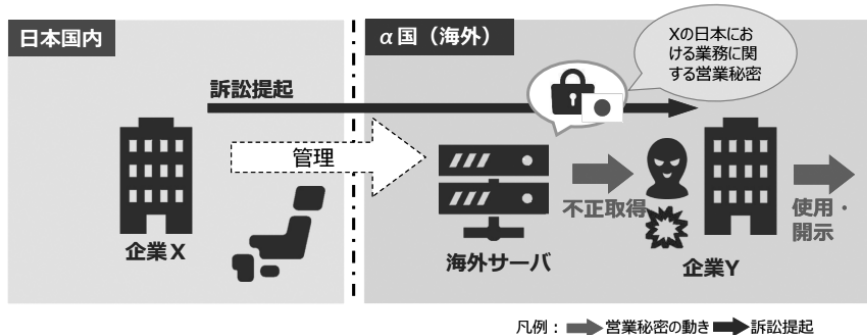 日本国内
α国（海外）
Xの日本にお
ける業務に関
する営業秘密
訴訟提起
管理
不正取得
使用・
開示
企業X
海外サーバ
企業Y
凡例： 営業秘密の動き 訴訟提起